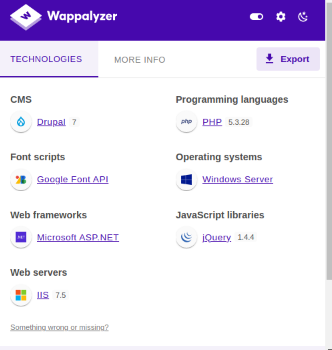 Wappalyzer
TECHNOLOGIES
MORE INFO
Export
CMS
Drupal 7
Programming languages
php
PHP 5.3.28
Font scripts
Google Font API
Operating systems
Windows Server
Web frameworks
Microsoft ASP.NET
JavaScript libraries
jQuery 1.4.4
Web servers
IIS 7.5
Something wrong or missing?